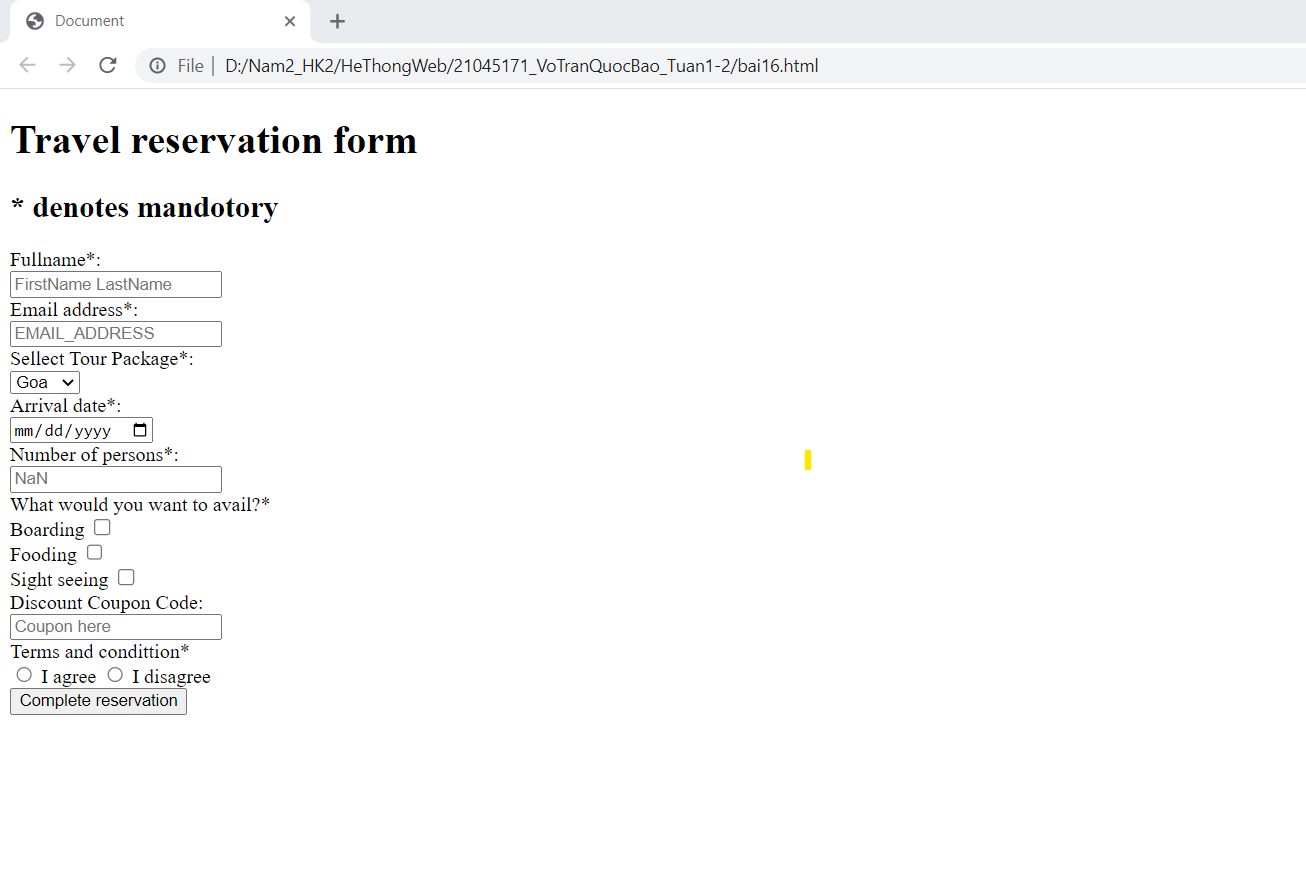 Document
File | D:/Nam2_HK2/HeThongWeb/21045171_VoTranQuocBao_Tuan1-2/bai16.html
Travel reservation form
* denotes mandotory
Fullname*:
FirstName LastName
Email address*:
EMAIL_ADDRESS
Sellect Tour Package*:
Goa
Arrival date*:
mm/dd/yyyy
Number of persons*:
NaN
What would you want to avail?*
Boarding
Fooding
Sight seeing
Discount Coupon Code:
Coupon here
Terms and condittion*
I agree I disagree
Complete reservation